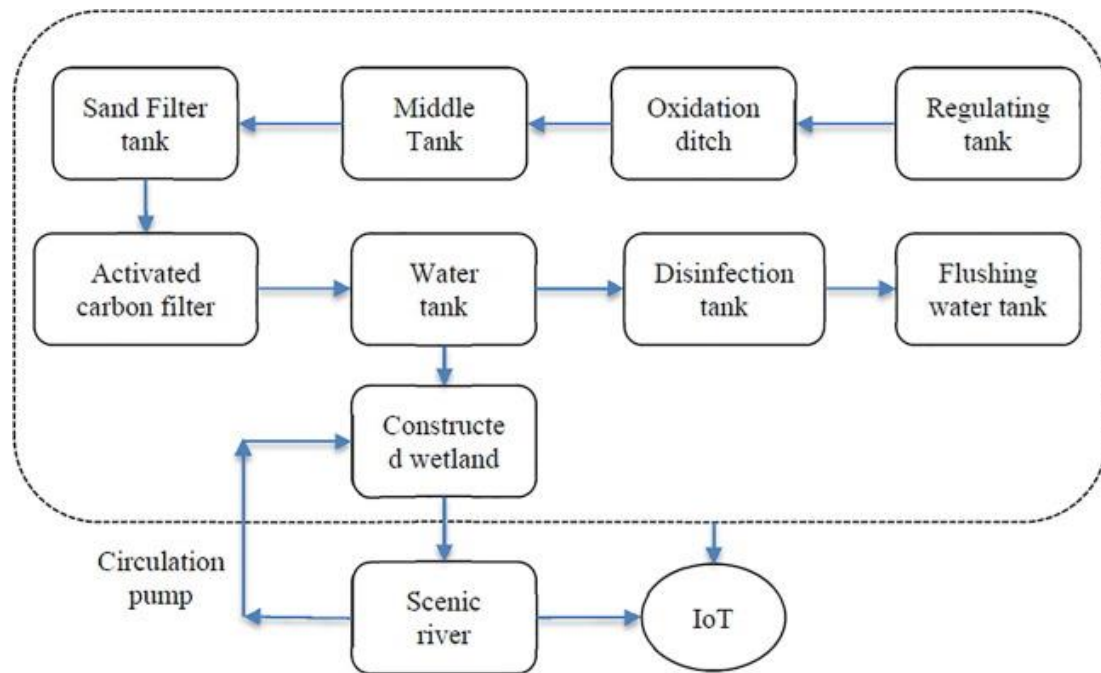 Sand Filter
tank
Middle
Tank
Oxidation
ditch
Regulating
tank
Activated
carbon filter
Water
tank
Disinfection
tank
Flushing
water tank
Constructe
d wetland
Circulation
pump
Scenic
river
IoT